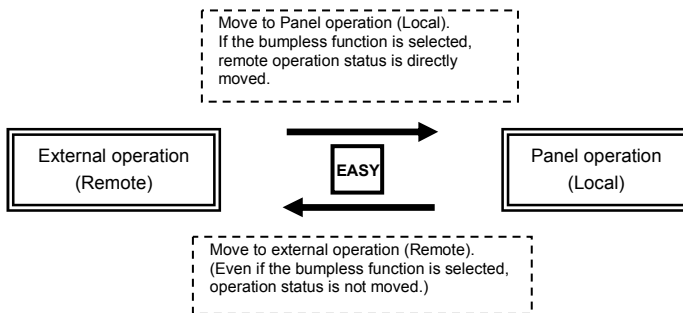 Move to Panel operation (Local).
If the bumpless function is selected,
remote operation status is directly
moved.
External operation
(Remote)
EASY
Panel operation
(Local)
Move to external operation (Remote).
(Even if the bumpless function is selected,
operation status is not moved.)